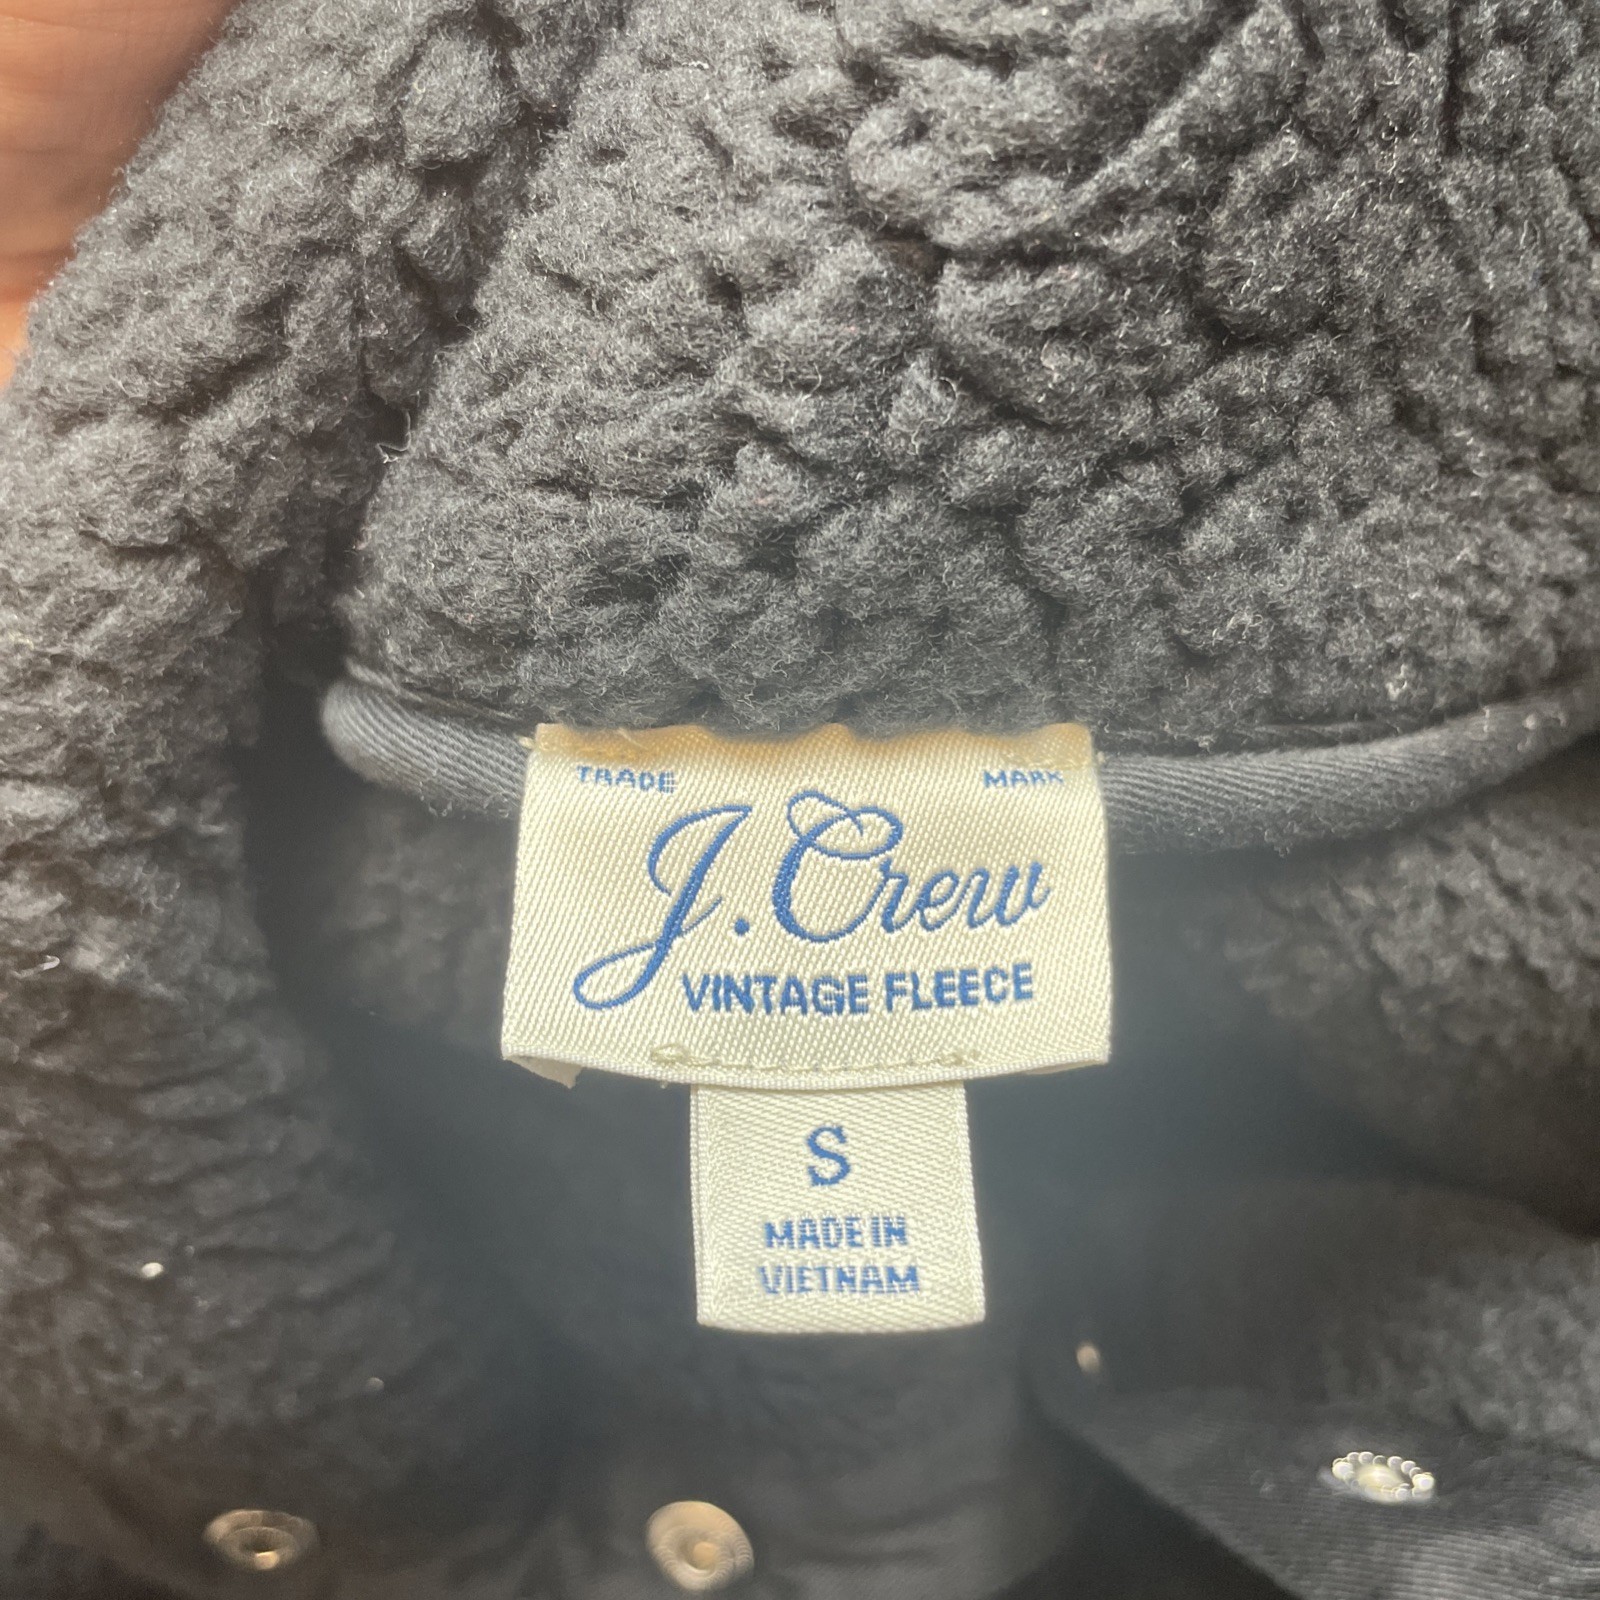 TRADE MARK
J.Crew
VINTAGE FLEECE
S
MADE IN
VIETNAM